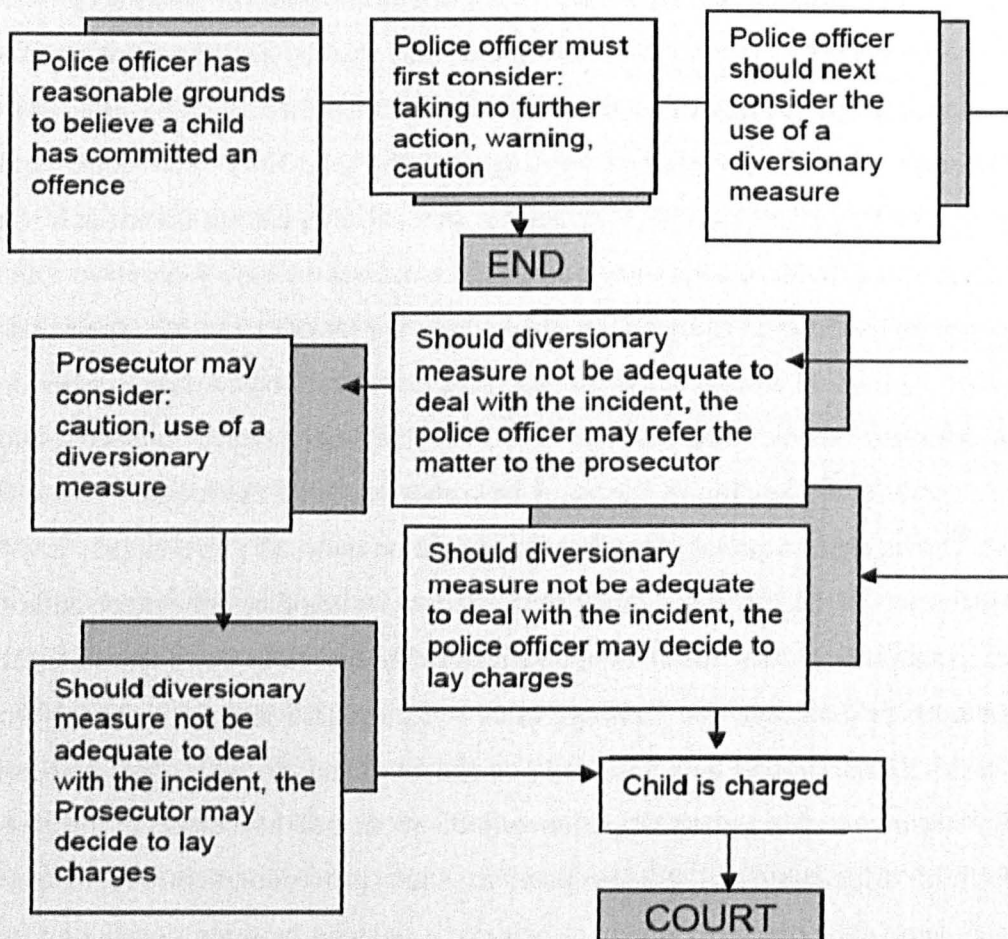 Police officer has
reasonable grounds
to believe a child
has committed an
offence
Police officer must
first consider:
taking no further
action, warning,
caution
Police officer
should next
consider the
use of a
diversionary
measure
END
Prosecutor may
consider:
caution, use of a
diversionary
measure
Should diversionary
measure not be adequate to
deal with the incident, the
police officer may refer the
matter to the prosecutor
Should diversionary
measure not be adequate
to deal with the incident, the
police officer may decide to
lay charges
Should diversionary
measure not be
adequate to deal
with the incident, the
Prosecutor may
decide to lay
charges
Child is charged
COURT